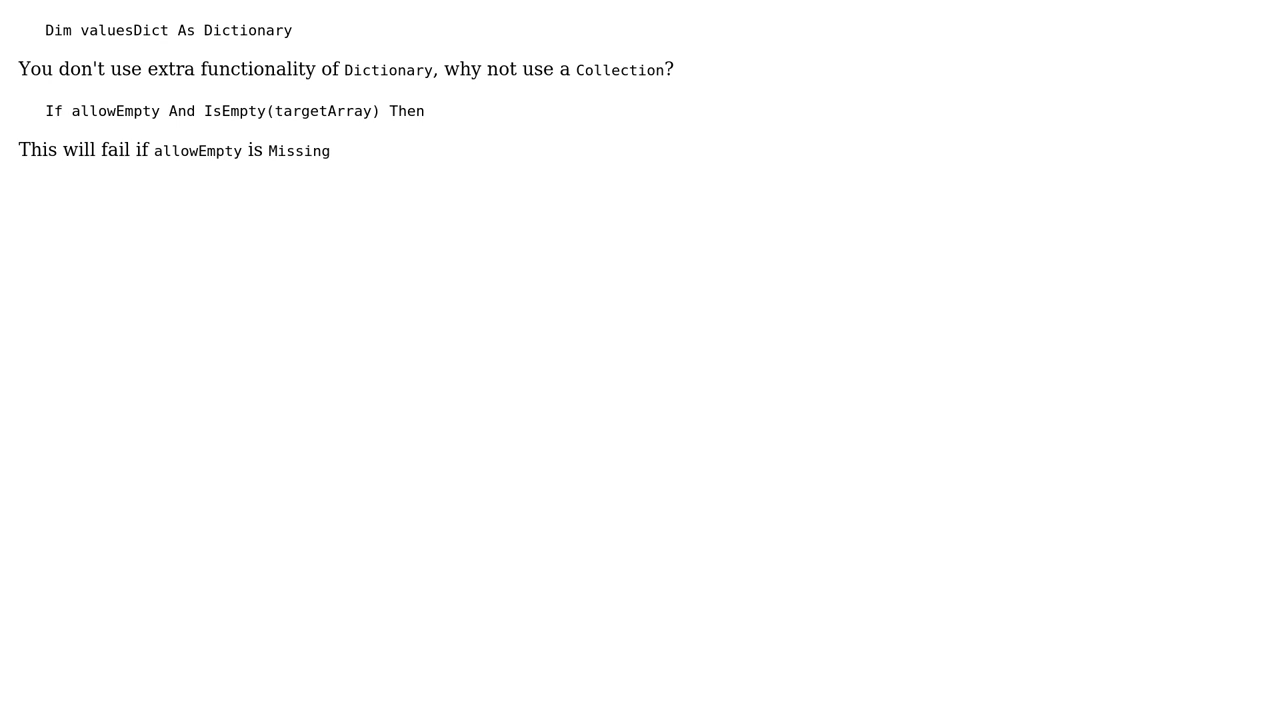 Dim valuesDict As Dictionary
You don't use extra functionality of Dictionary, why not use a Collection?
If allowEmpty And IsEmpty(targetArray) Then
This will fail if allowEmpty is Missing